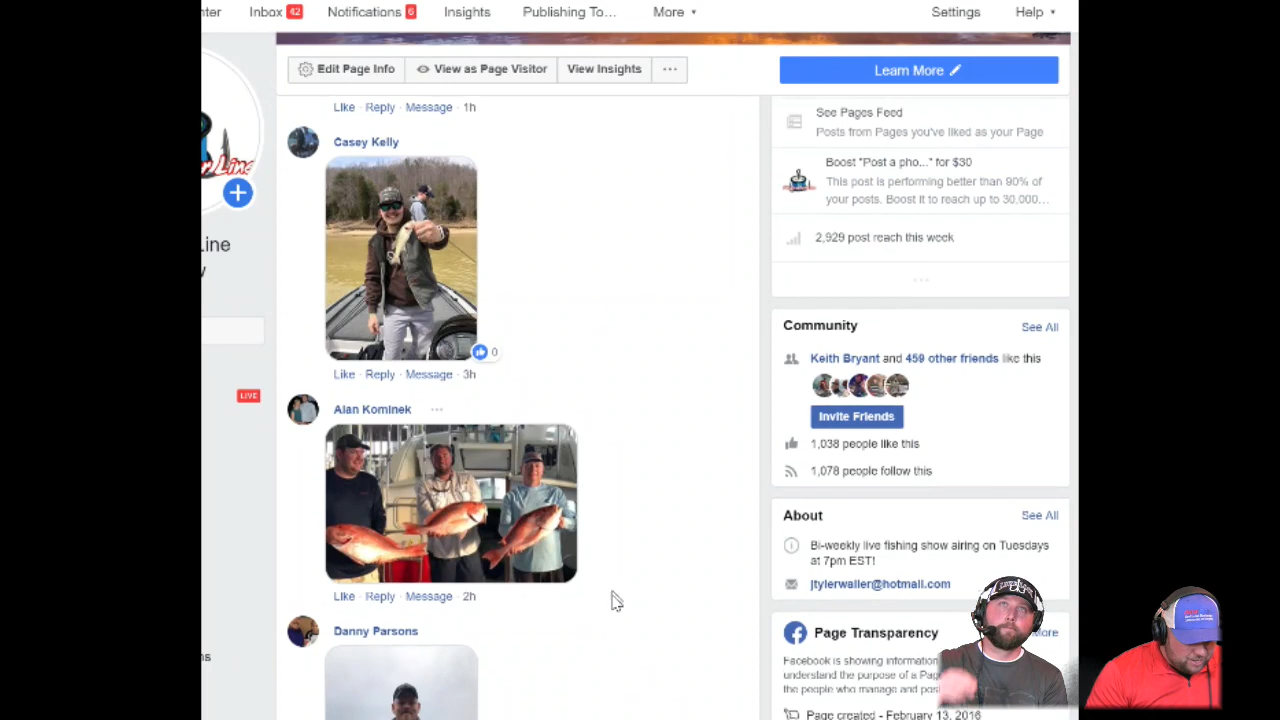 nter Inbox 42 Notifications 6 Insights Publishing To... More Settings Help
Edit Page Info View as Page Visitor View Insights ... Learn More
Like · Reply · Message · 1h
Casey Kelly
0
Like · Reply · Message · 3h
Alan Kominek ...
Like · Reply · Message · 2h
Danny Parsons
Line
LIVE
See Pages Feed
Posts from Pages you've liked as your Page
Boost "Post a pho..." for $30
This post is performing better than 90% of
your posts. Boost it to reach up to 30,000...
2,929 post reach this week
...
Community See All
Keith Bryant and 459 other friends like this
Invite Friends
1,038 people like this
1,078 people follow this
About See All
Bi-weekly live fishing show airing on Tuesdays
at 7pm EST!
jtylerwaller@hotmail.com
Page Transparency More
Facebook is showing information
understand the purpose of a Pag
the people who manage and post
Page created - February 13, 2016